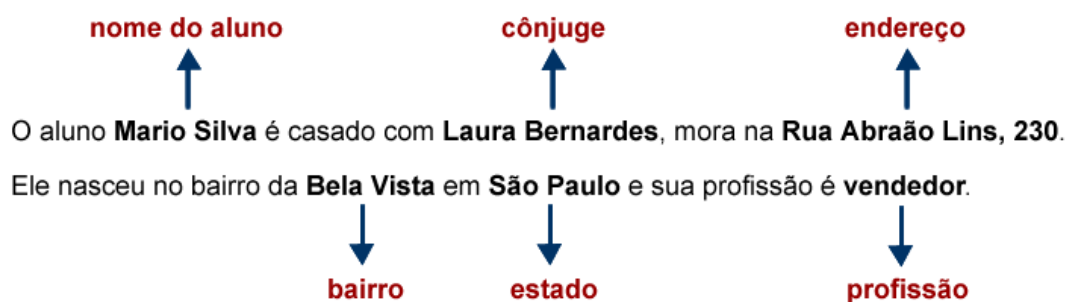 nome do aluno cônjuge endereço
O aluno Mario Silva é casado com Laura Bernardes, mora na Rua Abraão Lins, 230.
Ele nasceu no bairro da Bela Vista em São Paulo e sua profissão é vendedor.
bairro estado profissão